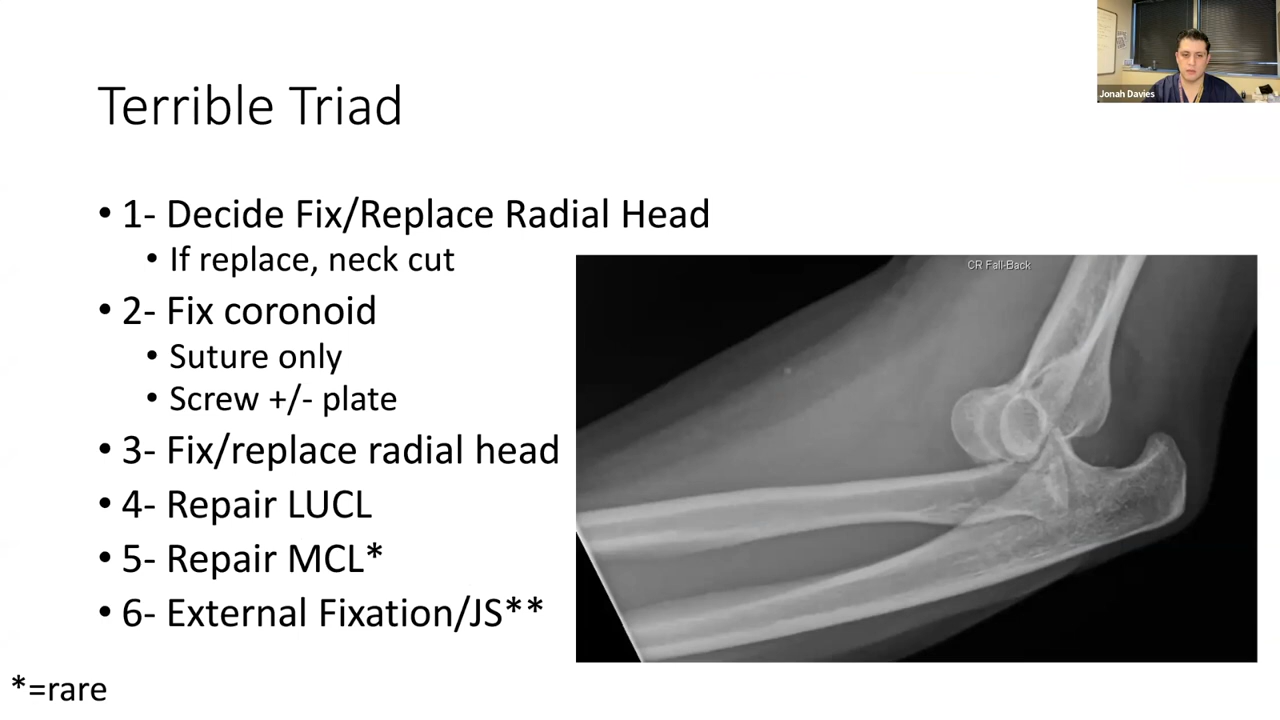 Jonah Davies
Terrible Triad
• 1- Decide Fix/Replace Radial Head
• If replace, neck cut
• 2- Fix coronoid
• Suture only
• Screw +/- plate
• 3- Fix/replace radial head
• 4- Repair LUCL
• 5- Repair MCL*
• 6- External Fixation/JS**
*=rare
CR Fall-Back